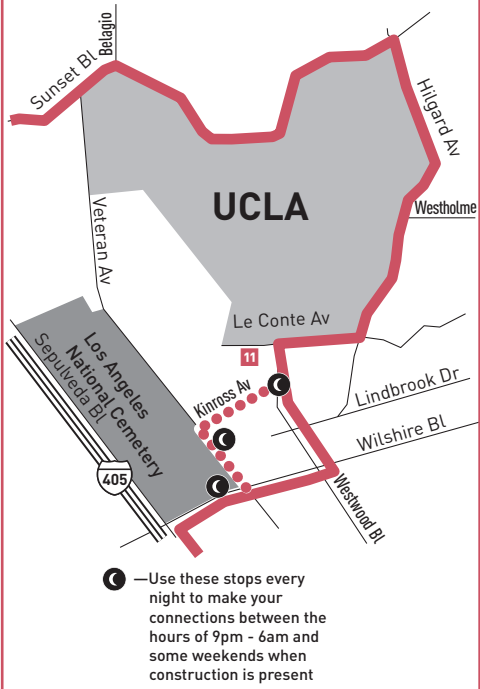 Belagio
Sunset Bl
Hilgard Av
UCLA
Westholme
Veteran Av
Le Conte Av
11
Los Angeles
National Cemetery
Sepulveda Bl
Kinross Av
Lindbrook Dr
Wilshire Bl
405
Westwood Bl
—Use these stops every
night to make your
connections between the
hours of 9pm - 6am and
some weekends when
construction is present